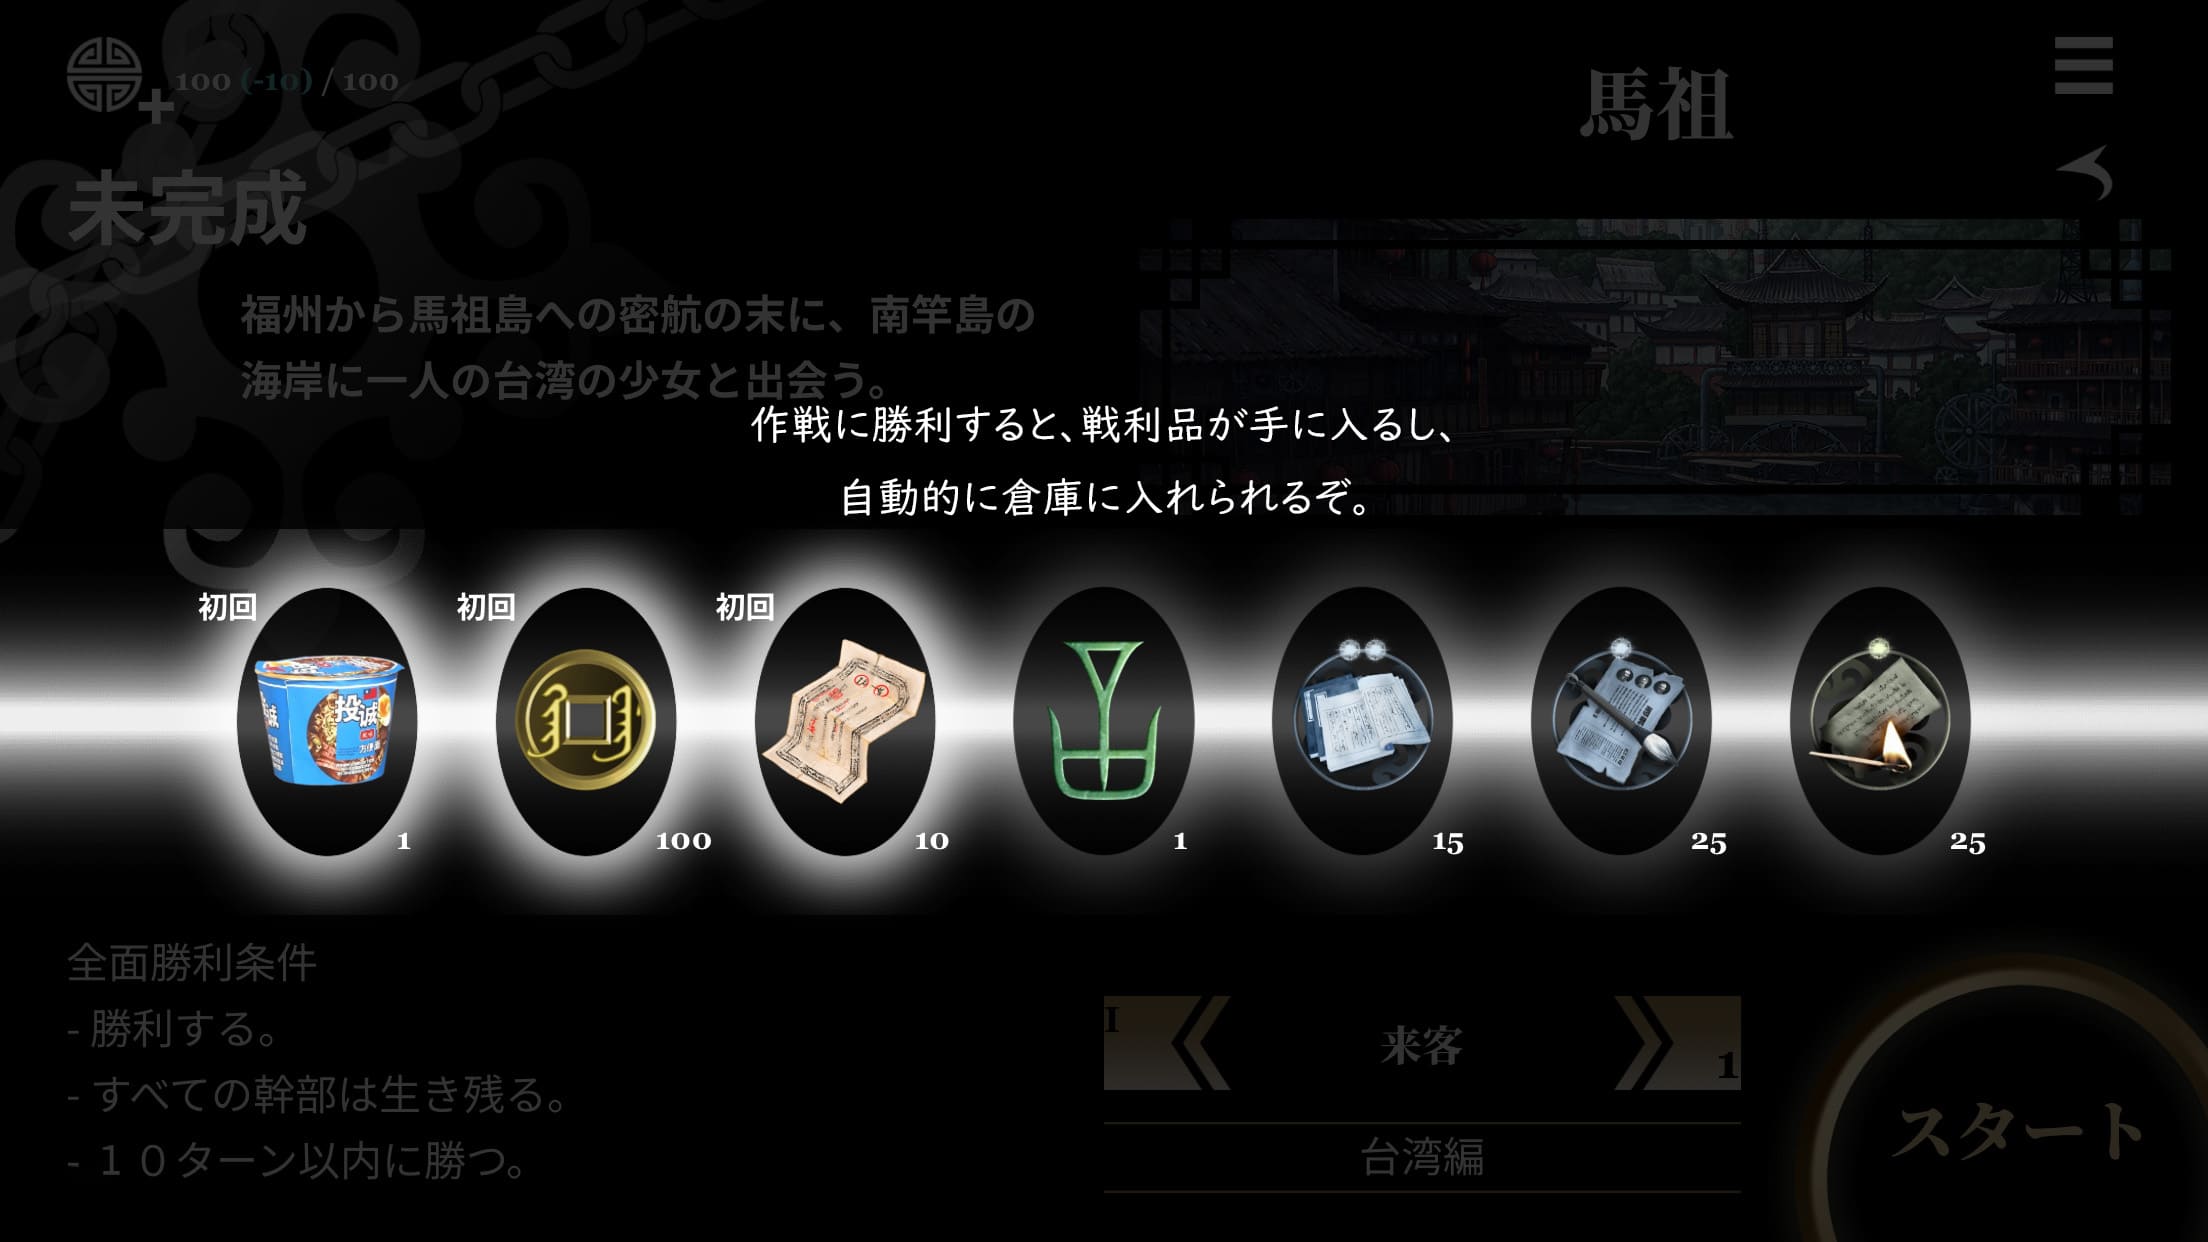 100 (-10) / 100
馬祖
未完成
福州から馬祖島への密航の末に、南竿島の
海岸に一人の台湾の少女と出会う。
作戦に勝利すると、戦利品が手に入るし、
自動的に倉庫に入れられるぞ。
初回
初回
初回
投诚
方便面
1
100
10
1
15
25
25
全面勝利条件
- 勝利する。
- すべての幹部は生き残る。
- １０ターン以内に勝つ。
I
来客
1
台湾編
スタート